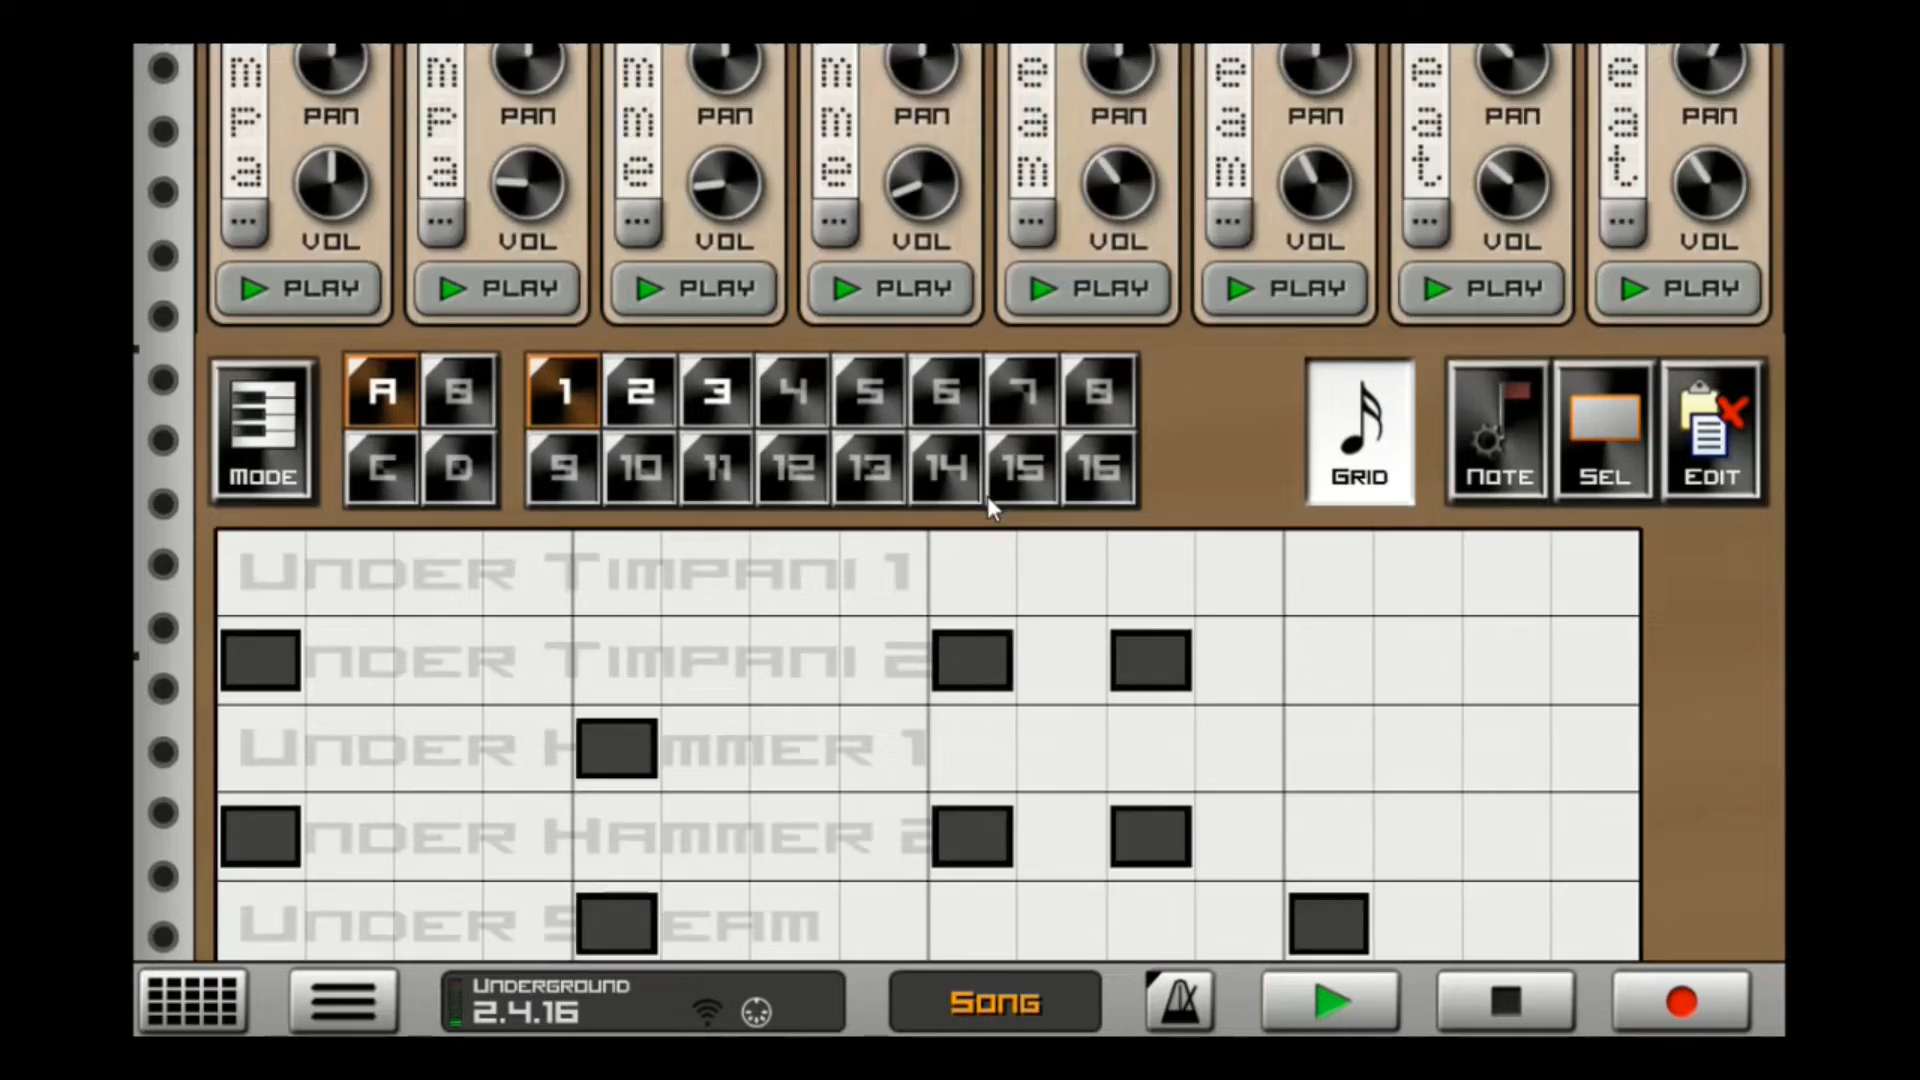 m m m m e e e e
P P m m a a a a
a a e e m m t t
PAN PAN PAN PAN PAN PAN PAN PAN
... ... ... ... ... ... ... ...
VOL VOL VOL VOL VOL VOL VOL VOL
PLAY PLAY PLAY PLAY PLAY PLAY PLAY PLAY
A B 1 2 3 4 5 6 7 8
C D 9 10 11 12 13 14 15 16
MODE GRID NOTE SEL EDIT
UNDER TIMPANI 1
UNDER TIMPANI 2
UNDER HAMMER 1
UNDER HAMMER 2
UNDER STEAM
UNDERGROUND
2.4.16
SONG